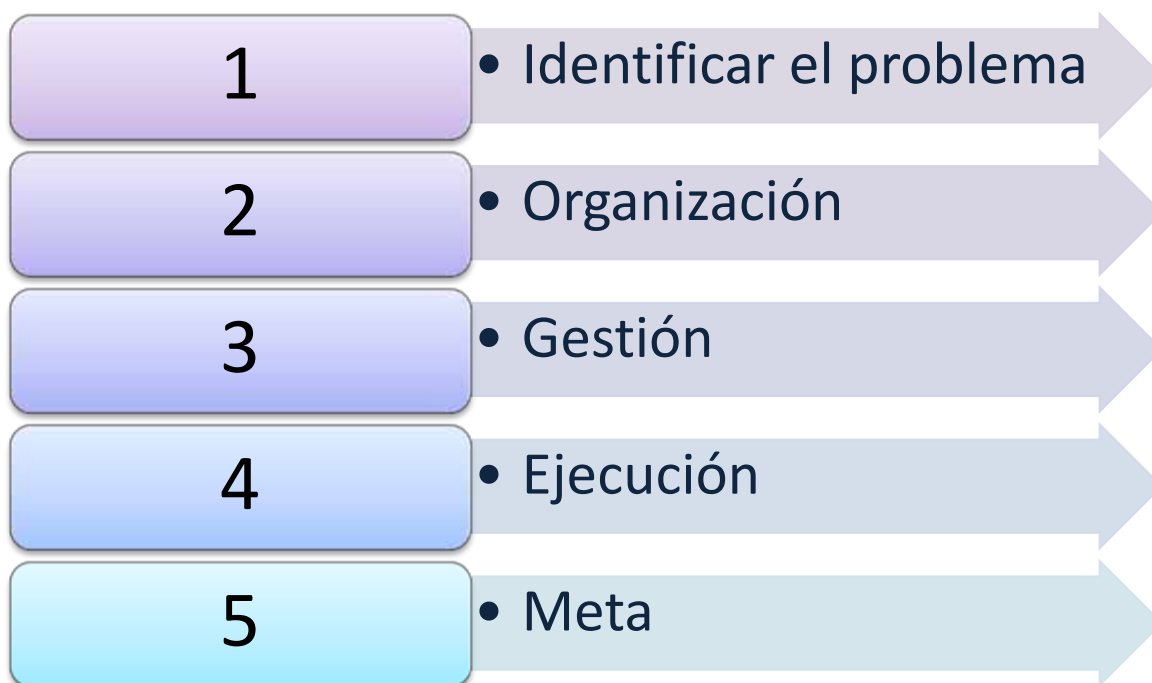 1
• Identificar el problema
2
• Organización
3
• Gestión
4
• Ejecución
5
• Meta